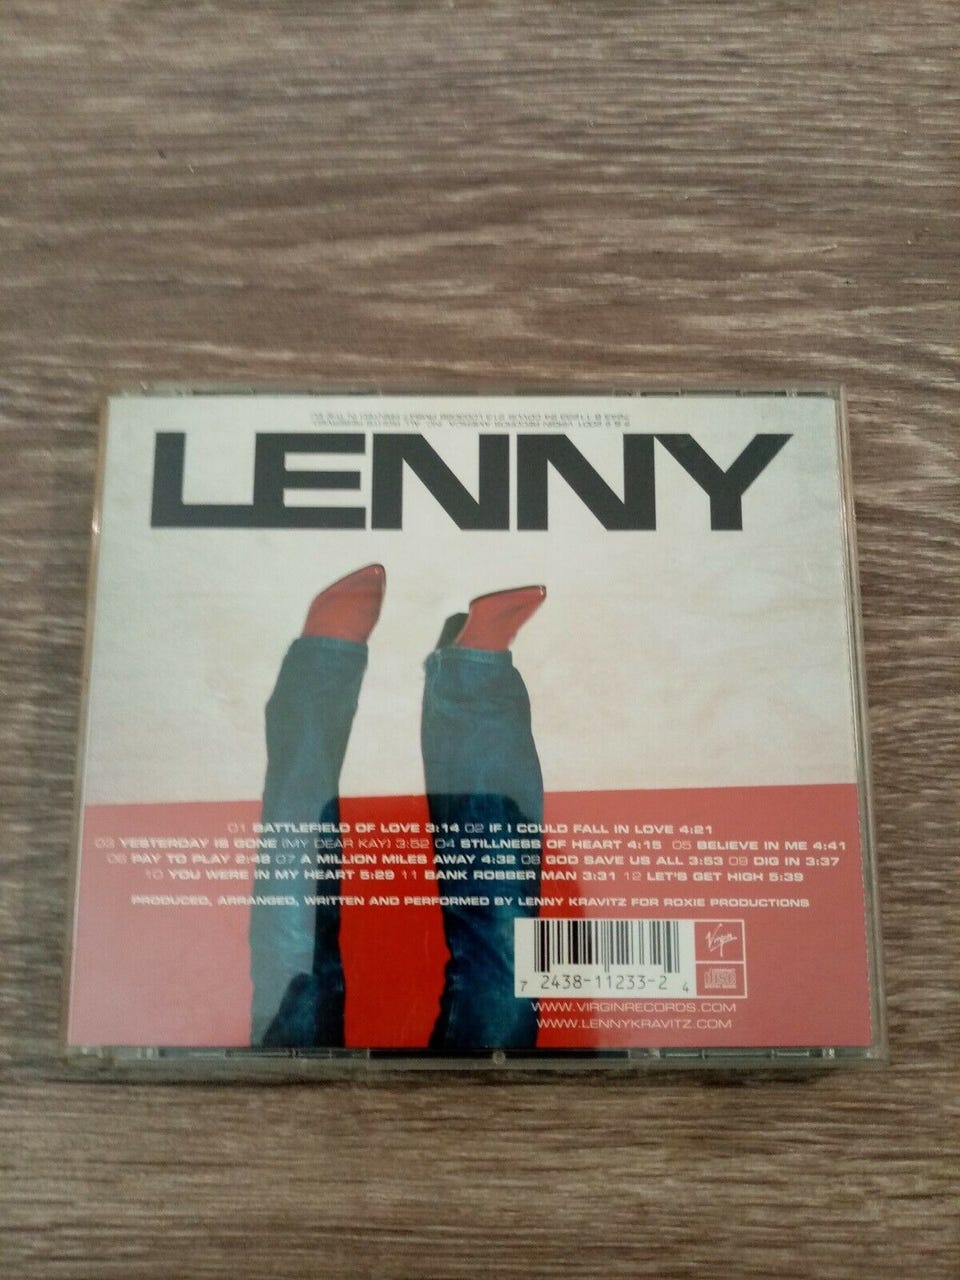 LENNY
01 BATTLEFIELD OF LOVE 3:14 02 IF I COULD FALL IN LOVE 4:21
03 YESTERDAY IS GONE (MY DEAR KAY) 3:52 04 STILLNESS OF HEART 4:15 05 BELIEVE IN ME 4:41
06 PAY TO PLAY 2:48 07 A MILLION MILES AWAY 4:32 08 GOD SAVE US ALL 3:53 09 DIG IN 3:37
10 YOU WERE IN MY HEART 5:29 11 BANK ROBBER MAN 3:31 12 LET'S GET HIGH 5:39
PRODUCED, ARRANGED, WRITTEN AND PERFORMED BY LENNY KRAVITZ FOR ROXIE PRODUCTIONS
Virgin
7 2438-11233-2 4
COMPACT
disc
DIGITAL AUDIO
WWW.VIRGINRECORDS.COM
WWW.LENNYKRAVITZ.COM